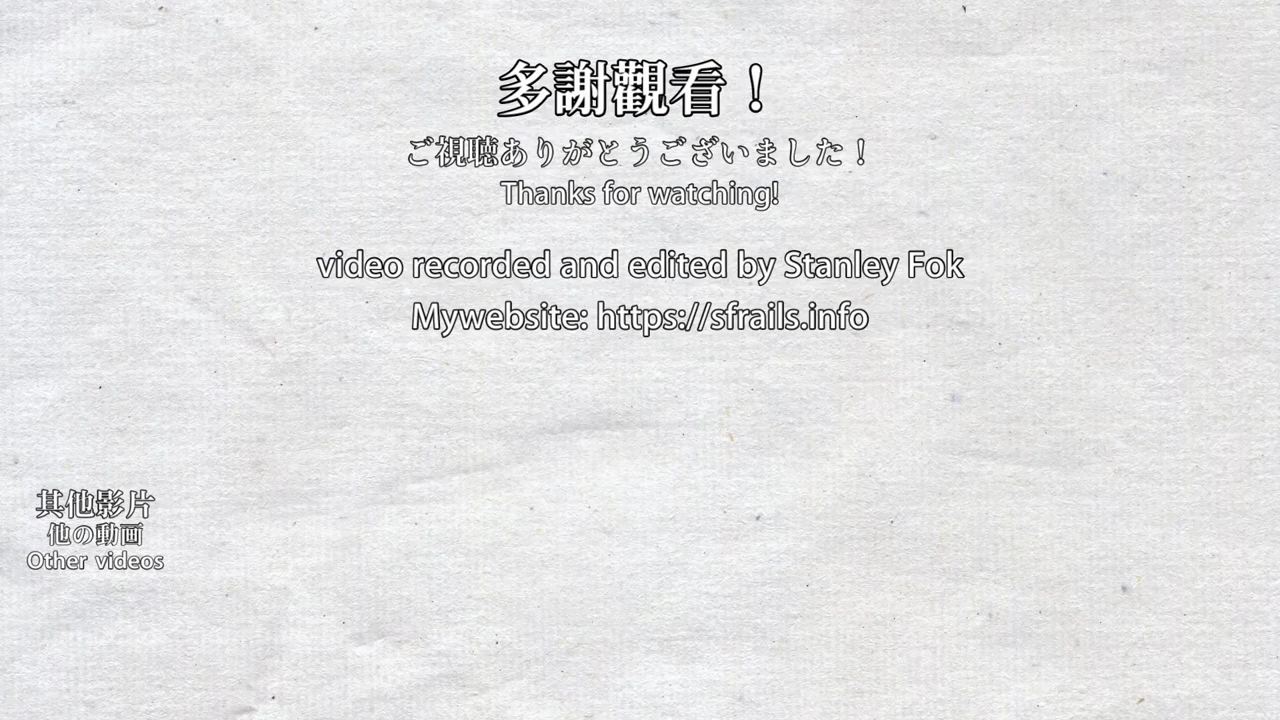 多謝觀看！
ご視聴ありがとうございました！
Thanks for watching!
video recorded and edited by Stanley Fok
Mywebsite: https://sfrails.info
其他影片
他の動画
Other videos